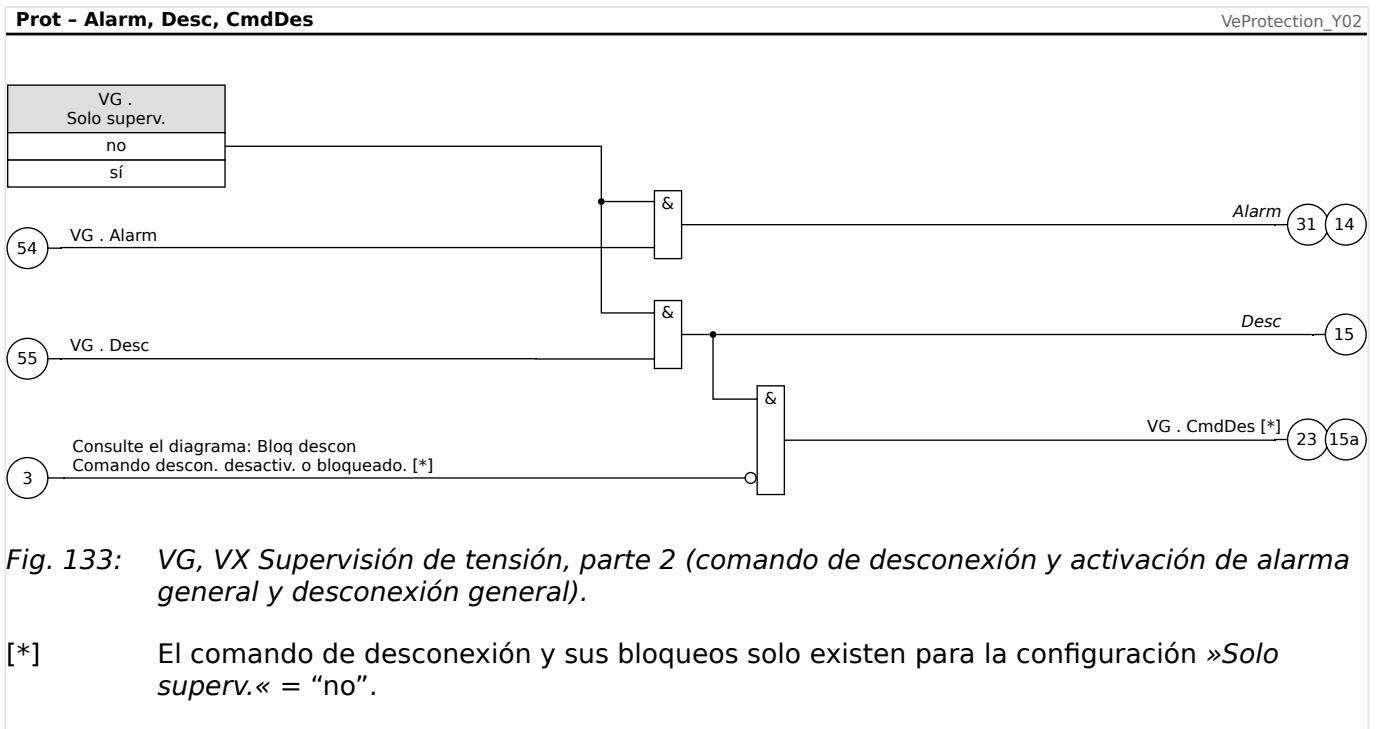 Prot – Alarm, Desc, CmdDes
VeProtection_Y02
VG .
Solo superv.
no
sí
&
Alarm
31
14
54
VG . Alarm
&
Desc
15
55
VG . Desc
&
VG . CmdDes [*]
23
15a
Consulte el diagrama: Bloq descon
Comando descon. desactiv. o bloqueado. [*]
3
Fig. 133: VG, VX Supervisión de tensión, parte 2 (comando de desconexión y activación de alarma
general y desconexión general).
[*] El comando de desconexión y sus bloqueos solo existen para la configuración »Solo
superv.« = “no”.